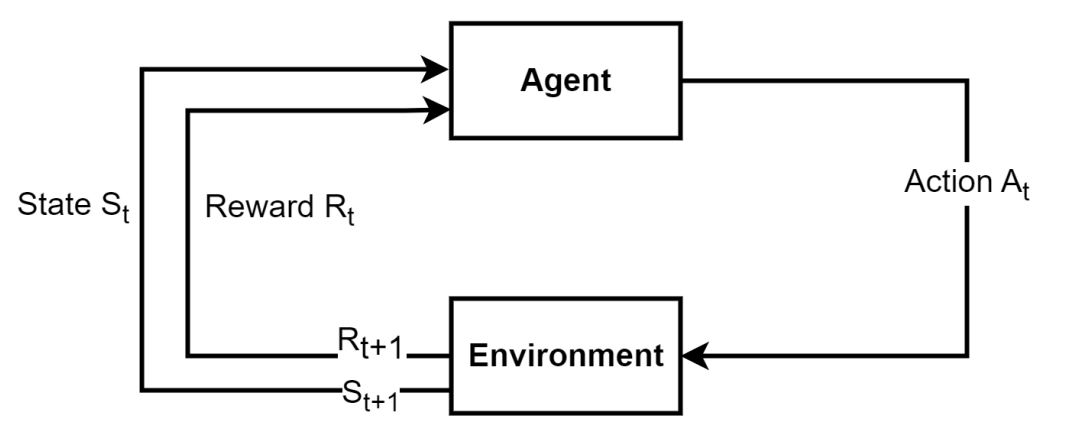 Agent
Action Aₜ
State Sₜ
Reward Rₜ
Rₜ₊₁
Environment
Sₜ₊₁